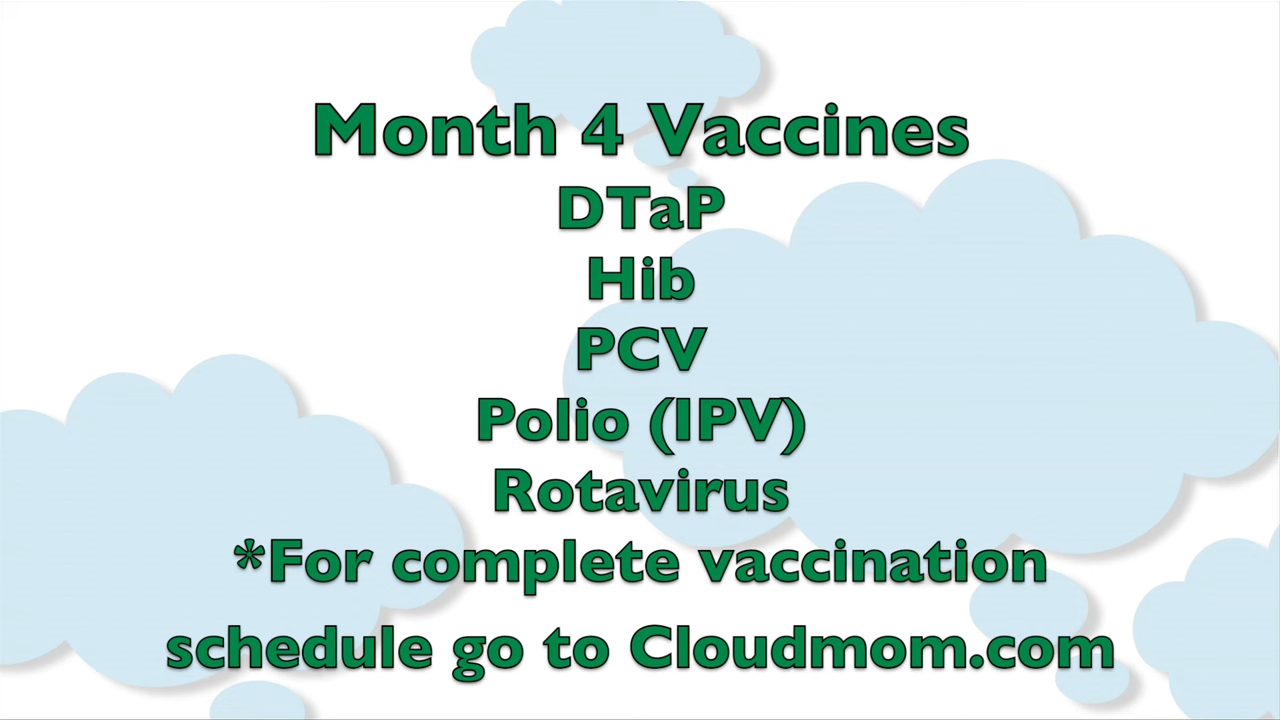 Month 4 Vaccines
DTaP
Hib
PCV
Polio (IPV)
Rotavirus
*For complete vaccination
schedule go to Cloudmom.com